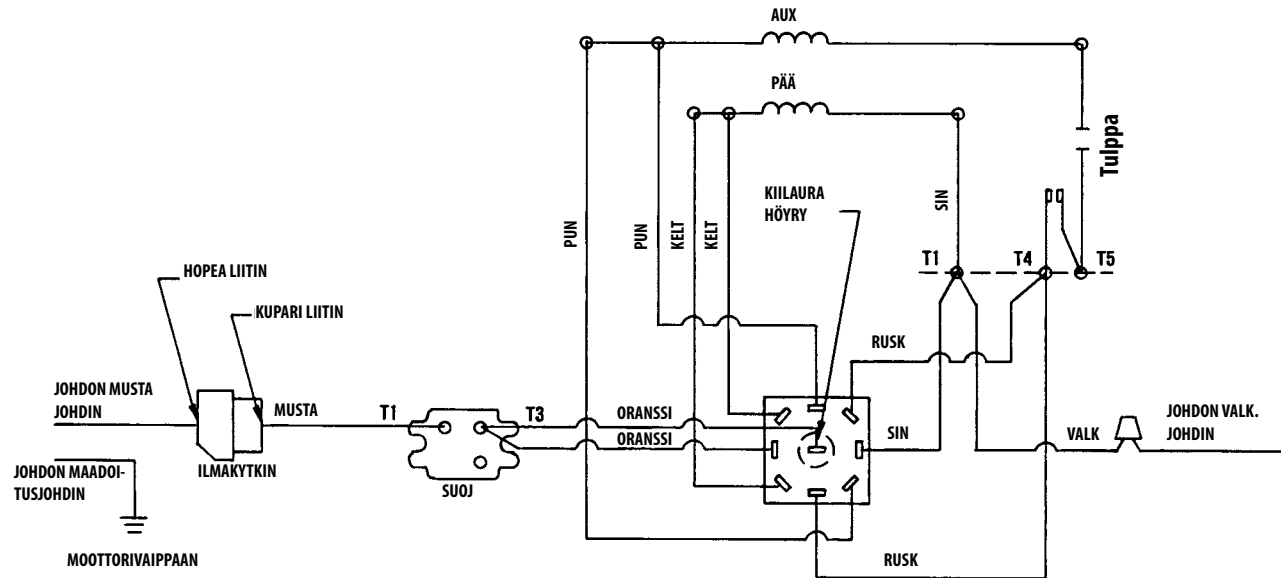 AUX
PÄÄ
Tulppa
KIILAURA
HÖYRY
SIN
PUN
PUN
KELT
KELT
T1
T4
T5
HOPEA LIITIN
KUPARI LIITIN
RUSK
JOHDON MUSTA
JOHDIN
MUSTA
T1
T3
ORANSSI
ORANSSI
SIN
VALK
JOHDON VALK.
JOHDIN
JOHDON MAADOI-
TUSJOHDIN
ILMAKYTKIN
SUOJ
MOOTTORIVAIPPAAN
RUSK